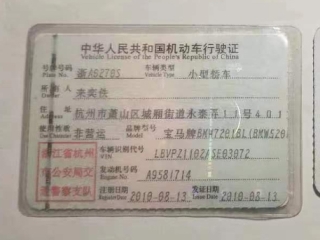 中华人民共和国机动车行驶证
Vehicle License of the People's Republic of China
号牌号码 浙A62T85 车辆类型 小型轿车
Plate No. Vehicle Type
所有人 来奕佳
Owner
住址 杭州市萧山区城厢街道永泰弄11号401
Address
使用性质 非营运 品牌型号 宝马牌BMW7201SL(BMW520
Use Character Model
浙江省杭州 车辆识别代号 LBVPZ1102ASE03072
VIN
市公安局交 发动机号码 A9581714
Engine No.
通警察支队 注册日期 2010-08-13 发证日期 2010-08-13
Register Date Issue Date